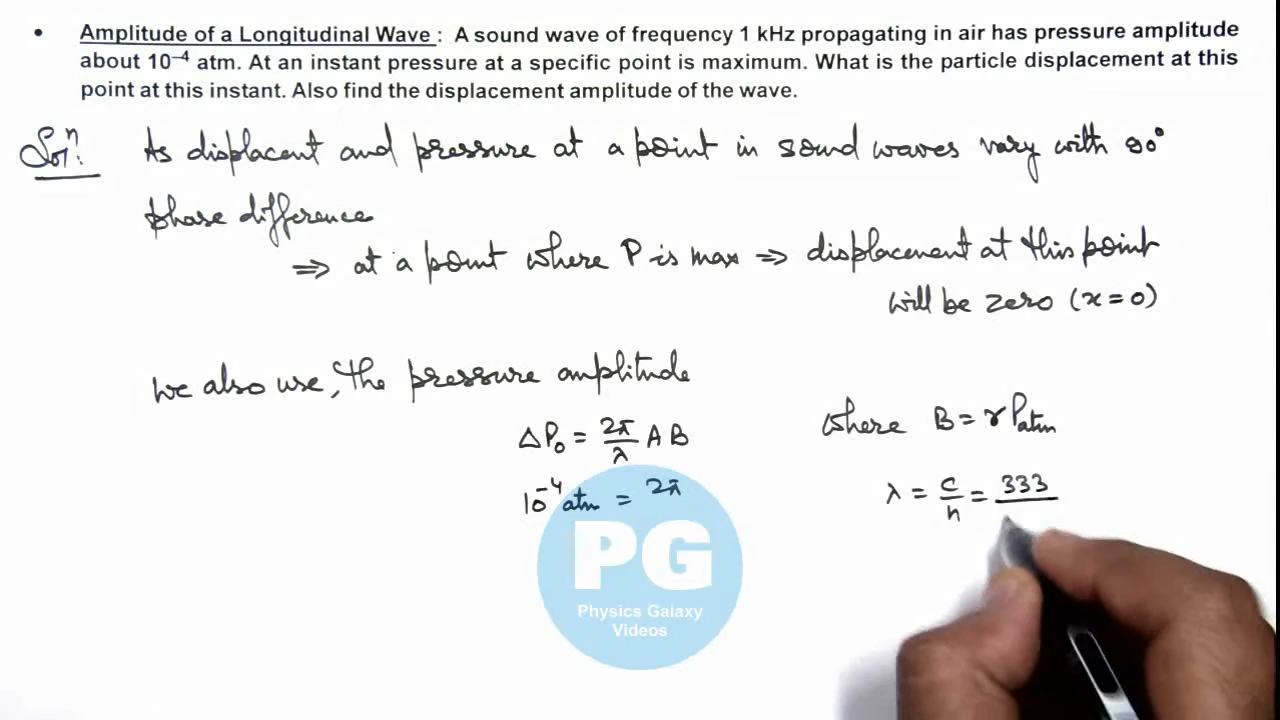 • Amplitude of a Longitudinal Wave : A sound wave of frequency 1 kHz propagating in air has pressure amplitude
about 10⁻⁴ atm. At an instant pressure at a specific point is maximum. What is the particle displacement at this
point at this instant. Also find the displacement amplitude of the wave.
Solⁿ: As displacent and pressure at a point in sound waves vary with 90°
phase difference
⇒ at a point where P is max ⇒ displacement at this point
will be zero (x=0)
we also use, the pressure amplitude
ΔP₀ = 2π/λ A B where B = γ Patm
10⁻⁴ atm = 2π λ = c/n = 333
PG
Physics Galaxy
Videos